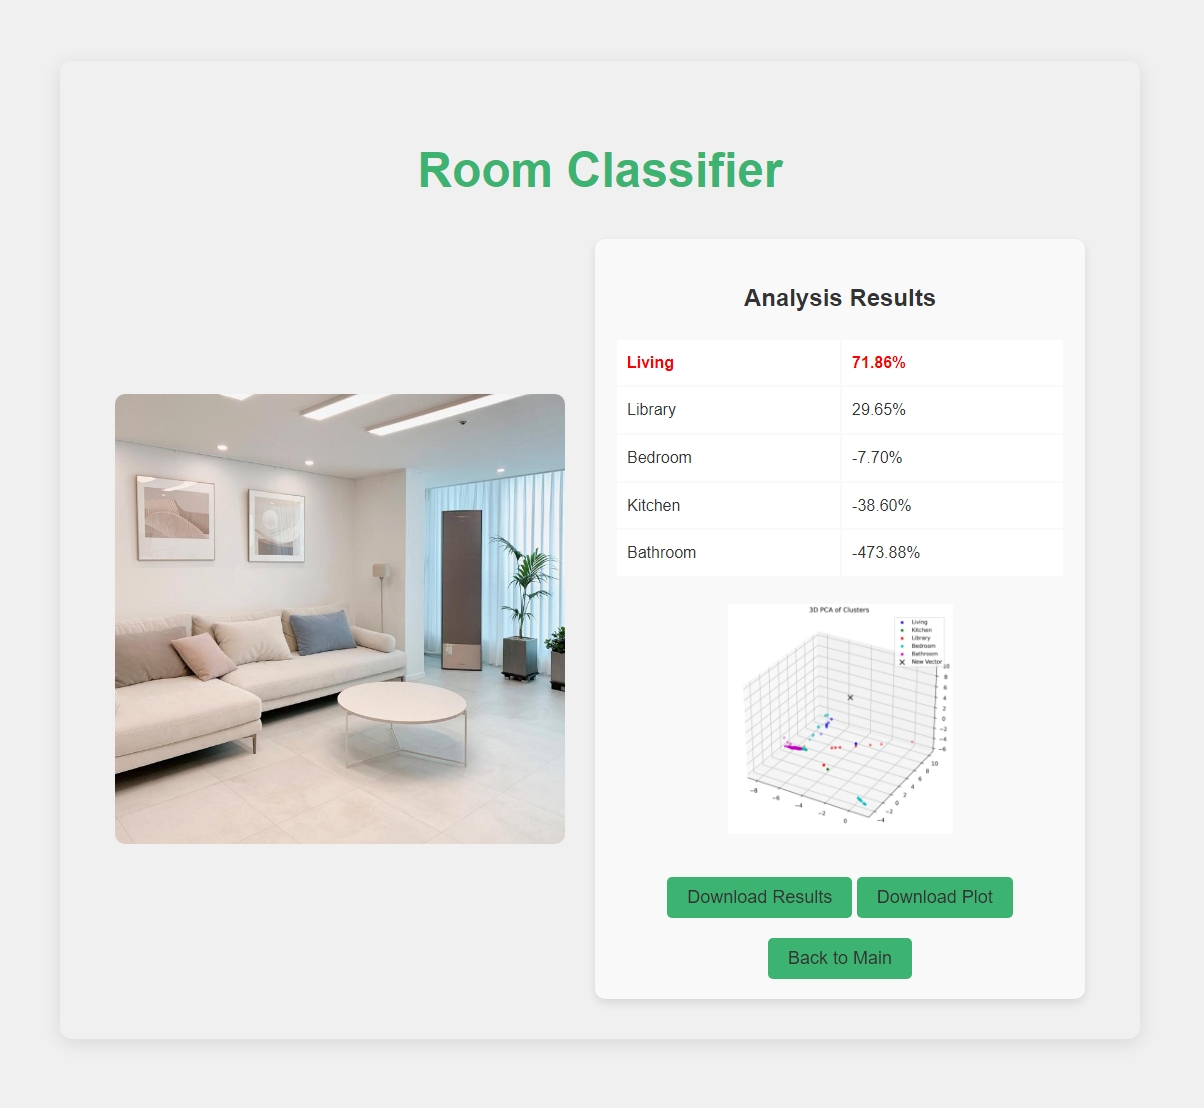 Room Classifier
Analysis Results
Living 71.86%
Library 29.65%
Bedroom -7.70%
Kitchen -38.60%
Bathroom -473.88%
3D PCA of Clusters
Living
Kitchen
Library
Bedroom
Bathroom
New Vector
10
8
6
4
2
0
−2
−4
−6
−8
−6
−4
−2
0
−4
−2
0
2
4
6
8
10
Download Results Download Plot
Back to Main